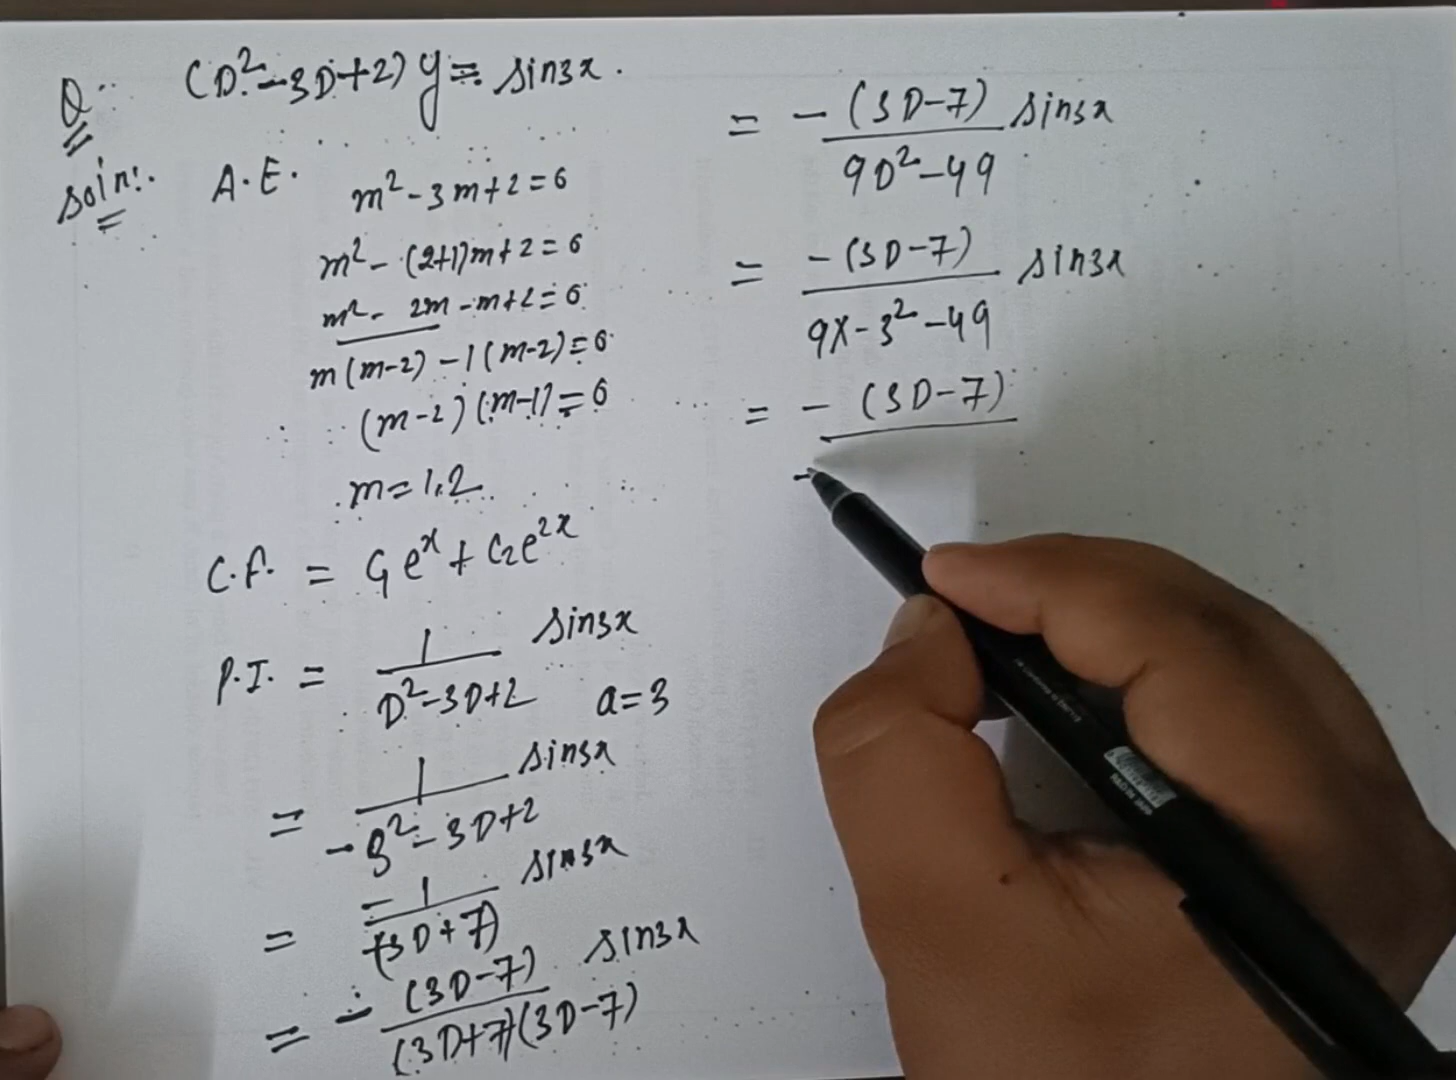 Q:- (D²-3D+2) y = sin3x.
Soln:. A.E. m²-3m+2=0
m²-(2+1)m+2=0
m²-2m-m+2=0
m(m-2)-1(m-2)=0
(m-2)(m-1)=0
m=1,2
C.F. = C₁eˣ+C₂e²ˣ
P.I. = 1/(D²-3D+2) sin3x a=3
= 1/(-3²-3D+2) sin3x
= -1/(3D+7) sin3x
= -(3D-7)/((3D+7)(3D-7)) sin3x
= -(3D-7)/(9D²-49) sin3x
= -(3D-7)/(9x-3²-49) sin3x
= -(3D-7)/-